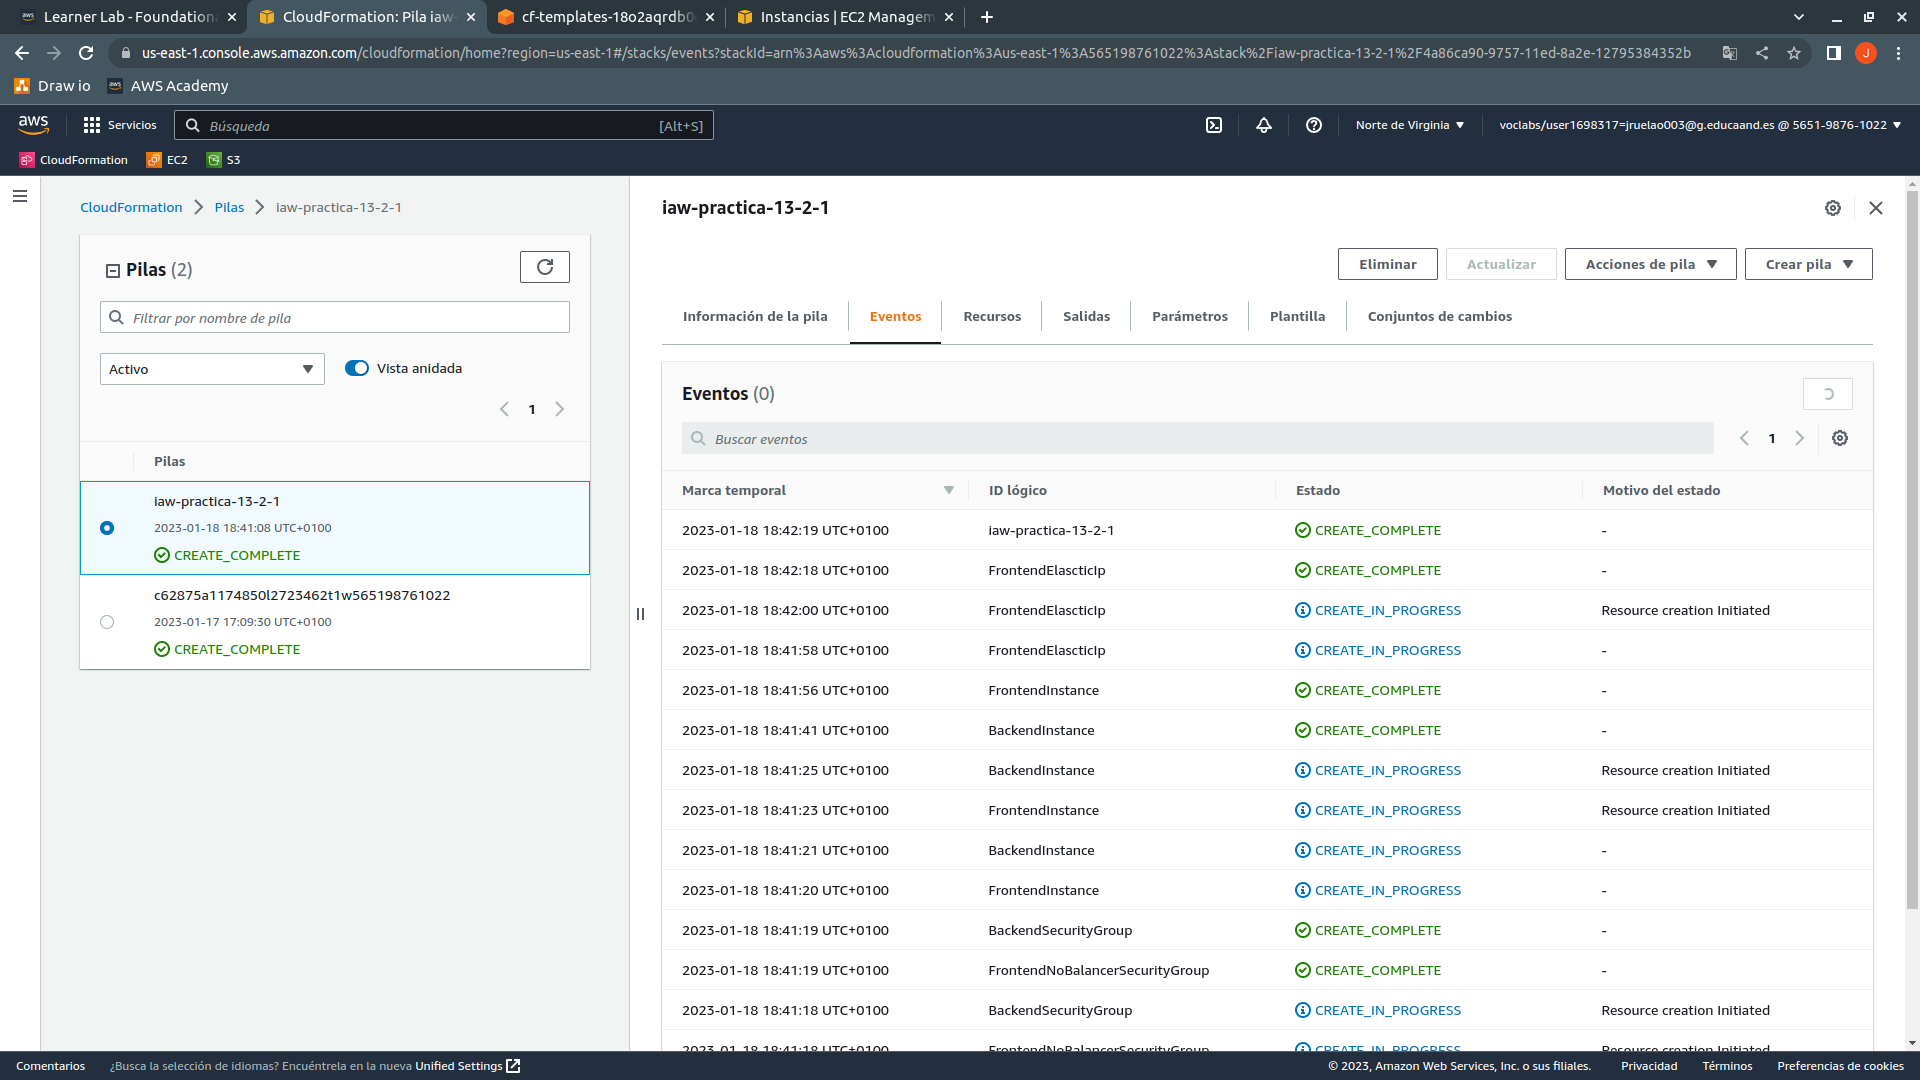 Learner Lab - Foundation
CloudFormation: Pila iaw-
cf-templates-18o2aqrdb0
Instancias | EC2 Managem
us-east-1.console.aws.amazon.com/cloudformation/home?region=us-east-1#/stacks/events?stackId=arn%3Aaws%3Acloudformation%3Aus-east-1%3A565198761022%3Astack%2Fiaw-practica-13-2-1%2F4a86ca90-9757-11ed-8a2e-12795384352b
J
Draw io
aws AWS Academy
aws
Servicios
Búsqueda [Alt+S]
Norte de Virginia
voclabs/user1698317=jruelao003@g.educaand.es @ 5651-9876-1022
CloudFormation
EC2
S3
CloudFormation
Pilas
iaw-practica-13-2-1
Pilas (2)
Filtrar por nombre de pila
Activo
Vista anidada
1
Pilas
iaw-practica-13-2-1
2023-01-18 18:41:08 UTC+0100
CREATE_COMPLETE
c62875a1174850l2723462t1w565198761022
2023-01-17 17:09:30 UTC+0100
CREATE_COMPLETE
iaw-practica-13-2-1
Eliminar
Actualizar
Acciones de pila
Crear pila
Información de la pila
Eventos
Recursos
Salidas
Parámetros
Plantilla
Conjuntos de cambios
Eventos (0)
Buscar eventos
1
Marca temporal ID lógico Estado Motivo del estado
2023-01-18 18:42:19 UTC+0100 iaw-practica-13-2-1 CREATE_COMPLETE -
2023-01-18 18:42:18 UTC+0100 FrontendElascticIp CREATE_COMPLETE -
2023-01-18 18:42:00 UTC+0100 FrontendElascticIp CREATE_IN_PROGRESS Resource creation Initiated
2023-01-18 18:41:58 UTC+0100 FrontendElascticIp CREATE_IN_PROGRESS -
2023-01-18 18:41:56 UTC+0100 FrontendInstance CREATE_COMPLETE -
2023-01-18 18:41:41 UTC+0100 BackendInstance CREATE_COMPLETE -
2023-01-18 18:41:25 UTC+0100 BackendInstance CREATE_IN_PROGRESS Resource creation Initiated
2023-01-18 18:41:23 UTC+0100 FrontendInstance CREATE_IN_PROGRESS Resource creation Initiated
2023-01-18 18:41:21 UTC+0100 BackendInstance CREATE_IN_PROGRESS -
2023-01-18 18:41:20 UTC+0100 FrontendInstance CREATE_IN_PROGRESS -
2023-01-18 18:41:19 UTC+0100 BackendSecurityGroup CREATE_COMPLETE -
2023-01-18 18:41:19 UTC+0100 FrontendNoBalancerSecurityGroup CREATE_COMPLETE -
2023-01-18 18:41:18 UTC+0100 BackendSecurityGroup CREATE_IN_PROGRESS Resource creation Initiated
2023-01-18 18:41:18 UTC+0100 FrontendNoBalancerSecurityGroup CREATE_IN_PROGRESS Resource creation Initiated
Comentarios
¿Busca la selección de idiomas? Encuéntrela en la nueva Unified Settings
© 2023, Amazon Web Services, Inc. o sus filiales.
Privacidad
Términos
Preferencias de cookies